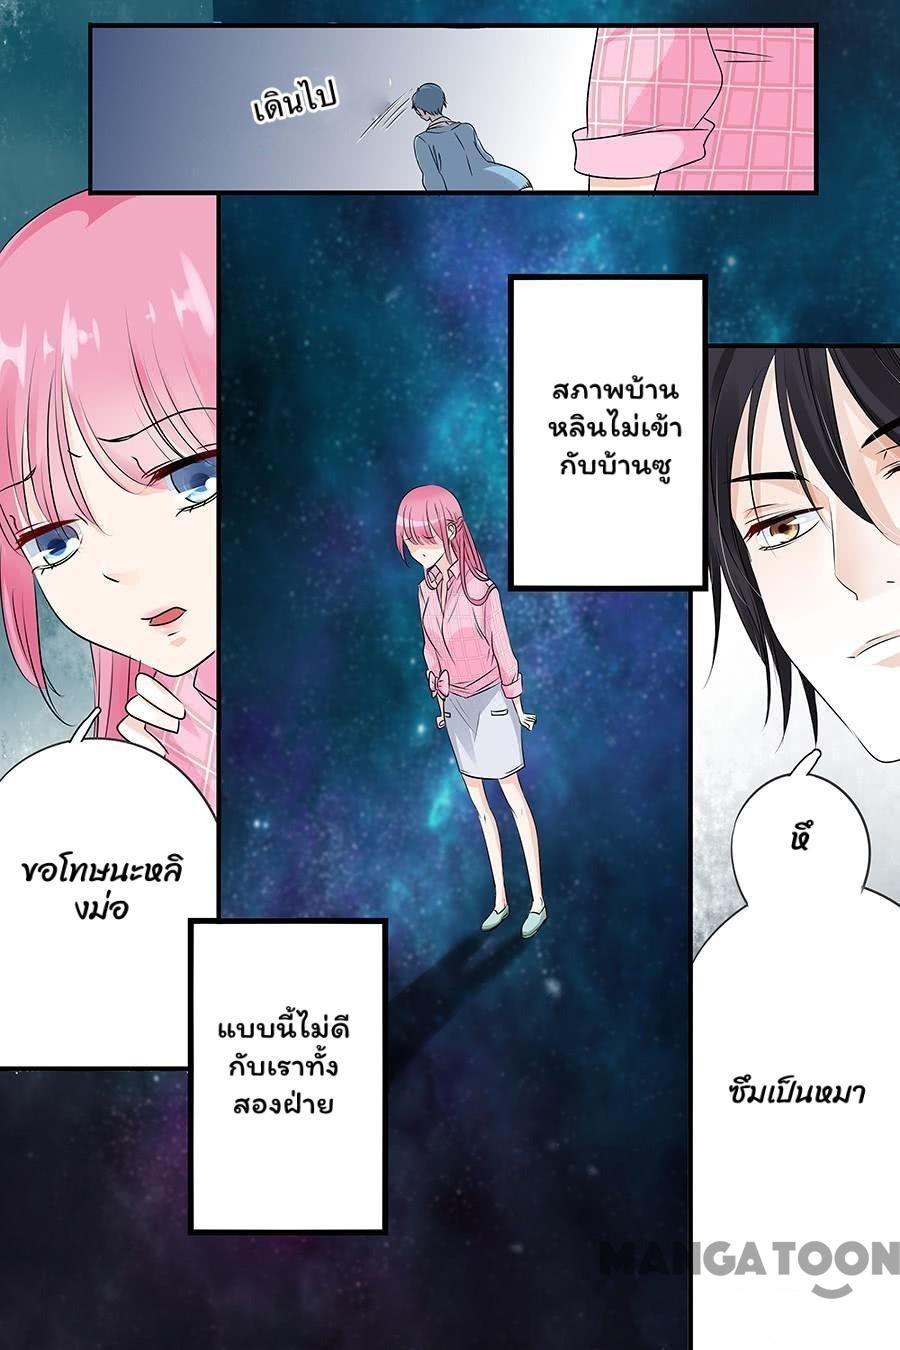 เดินไป
สภาพบ้าน
หลินไม่เข้า
กับบ้านซู
ขอโทษนะหลิ
งม่อ
หึ
แบบนี้ไม่ดี
กับเราทั้ง
สองฝ่าย
ซึมเป็นหมา
MANGATOON